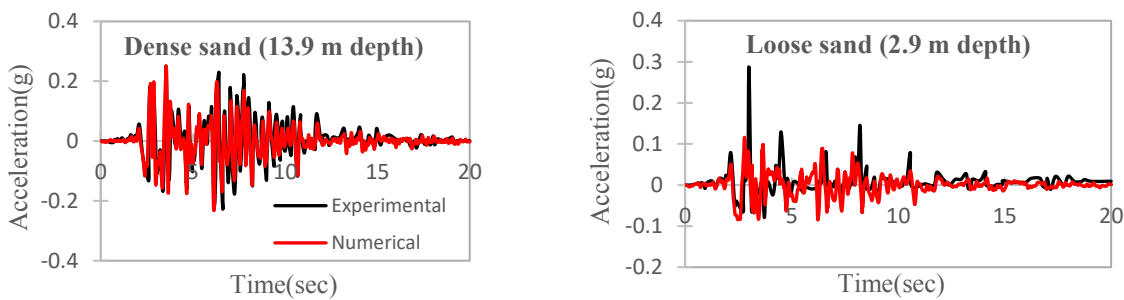 Dense sand (13.9 m depth)
Acceleration(g)
0.4
0.2
0
-0.2
-0.4
0
5
10
15
20
Experimental
Numerical
Time(sec)
Loose sand (2.9 m depth)
Acceleration(g)
0.4
0.3
0.2
0.1
0
-0.1
-0.2
0
5
10
15
20
Time(sec)